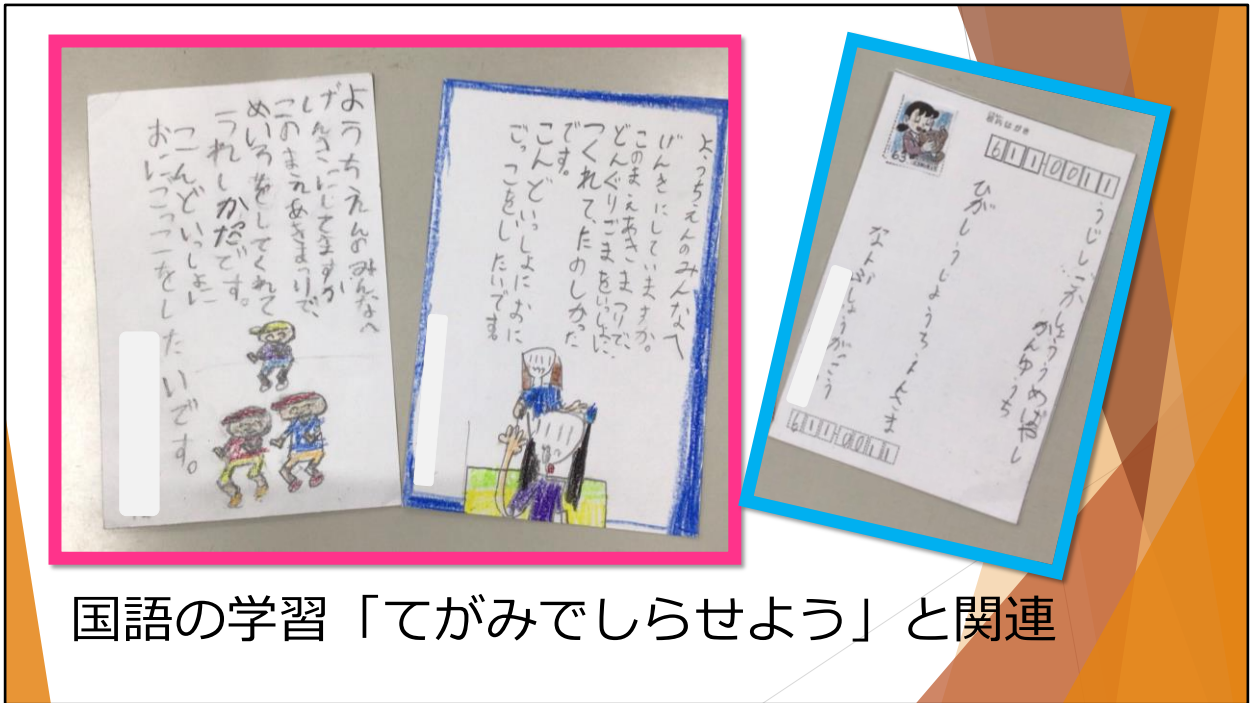 ようちえんのみんなへ
げんきにしてますか
このまえあきまつりで、
めいろをしてくれて
うれしかったです。
こんどいっしょに
おにごっこをしたいです。
ようちえんのみんなへ
げんきにしていますか。
このまえあきまつりで、
どんぐりごまをいっしょに、
つくれて、たのしかった
です。
こんどいっしょにおに
ごっこをしたいです。
郵便はがき
63
611-0011
うじしごかしょううめばやし
かんゆうち
ひがしうじようちえんさま
なんぶしょうがっこう
611-0011
国語の学習「てがみでしらせよう」と関連